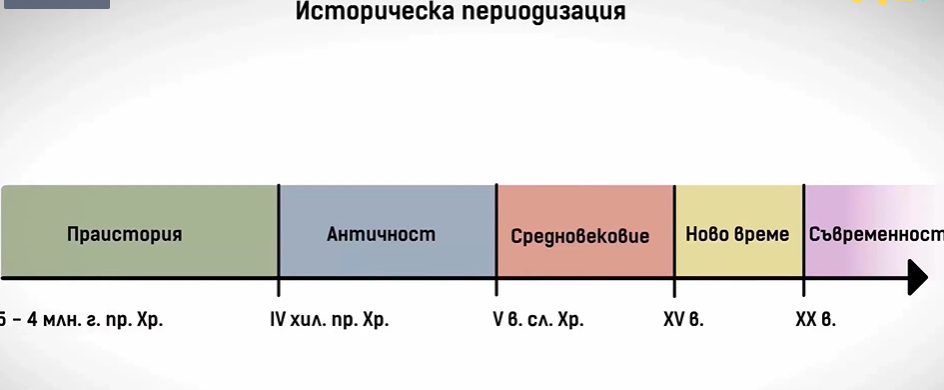 Историческа периодизация
Праистория Античност Средновековие Ново време Съвременност
5 – 4 млн. г. пр. Хр. IV хил. пр. Хр. V в. сл. Хр. XV в. XX в.